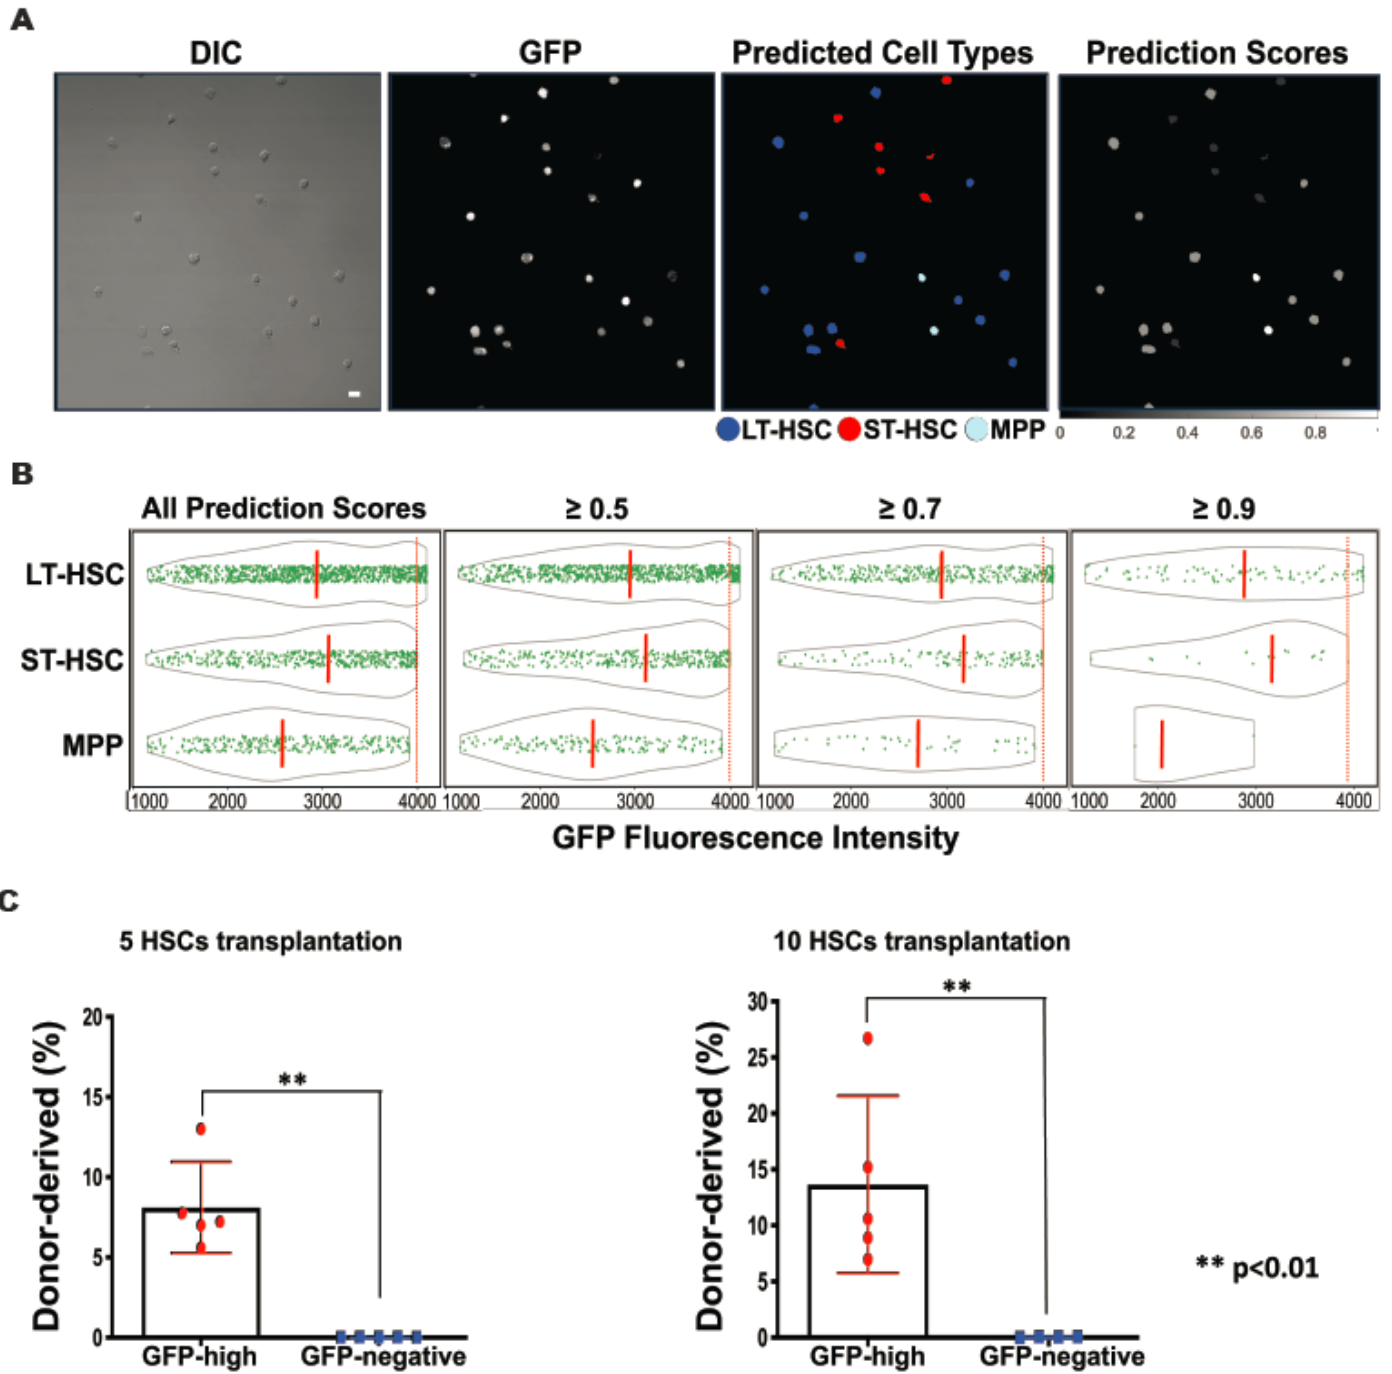 A
DIC GFP Predicted Cell Types Prediction Scores
LT-HSC ST-HSC MPP 0 0.2 0.4 0.6 0.8
B
All Prediction Scores ≥ 0.5 ≥ 0.7 ≥ 0.9
LT-HSC
ST-HSC
MPP
1000 2000 3000 4000 1000 2000 3000 4000 1000 2000 3000 4000 1000 2000 3000 4000
GFP Fluorescence Intensity
C
5 HSCs transplantation
Donor-derived (%)
20
15
10
5
0
**
GFP-high GFP-negative
10 HSCs transplantation
Donor-derived (%)
30
25
20
15
10
5
0
**
GFP-high GFP-negative
** p<0.01